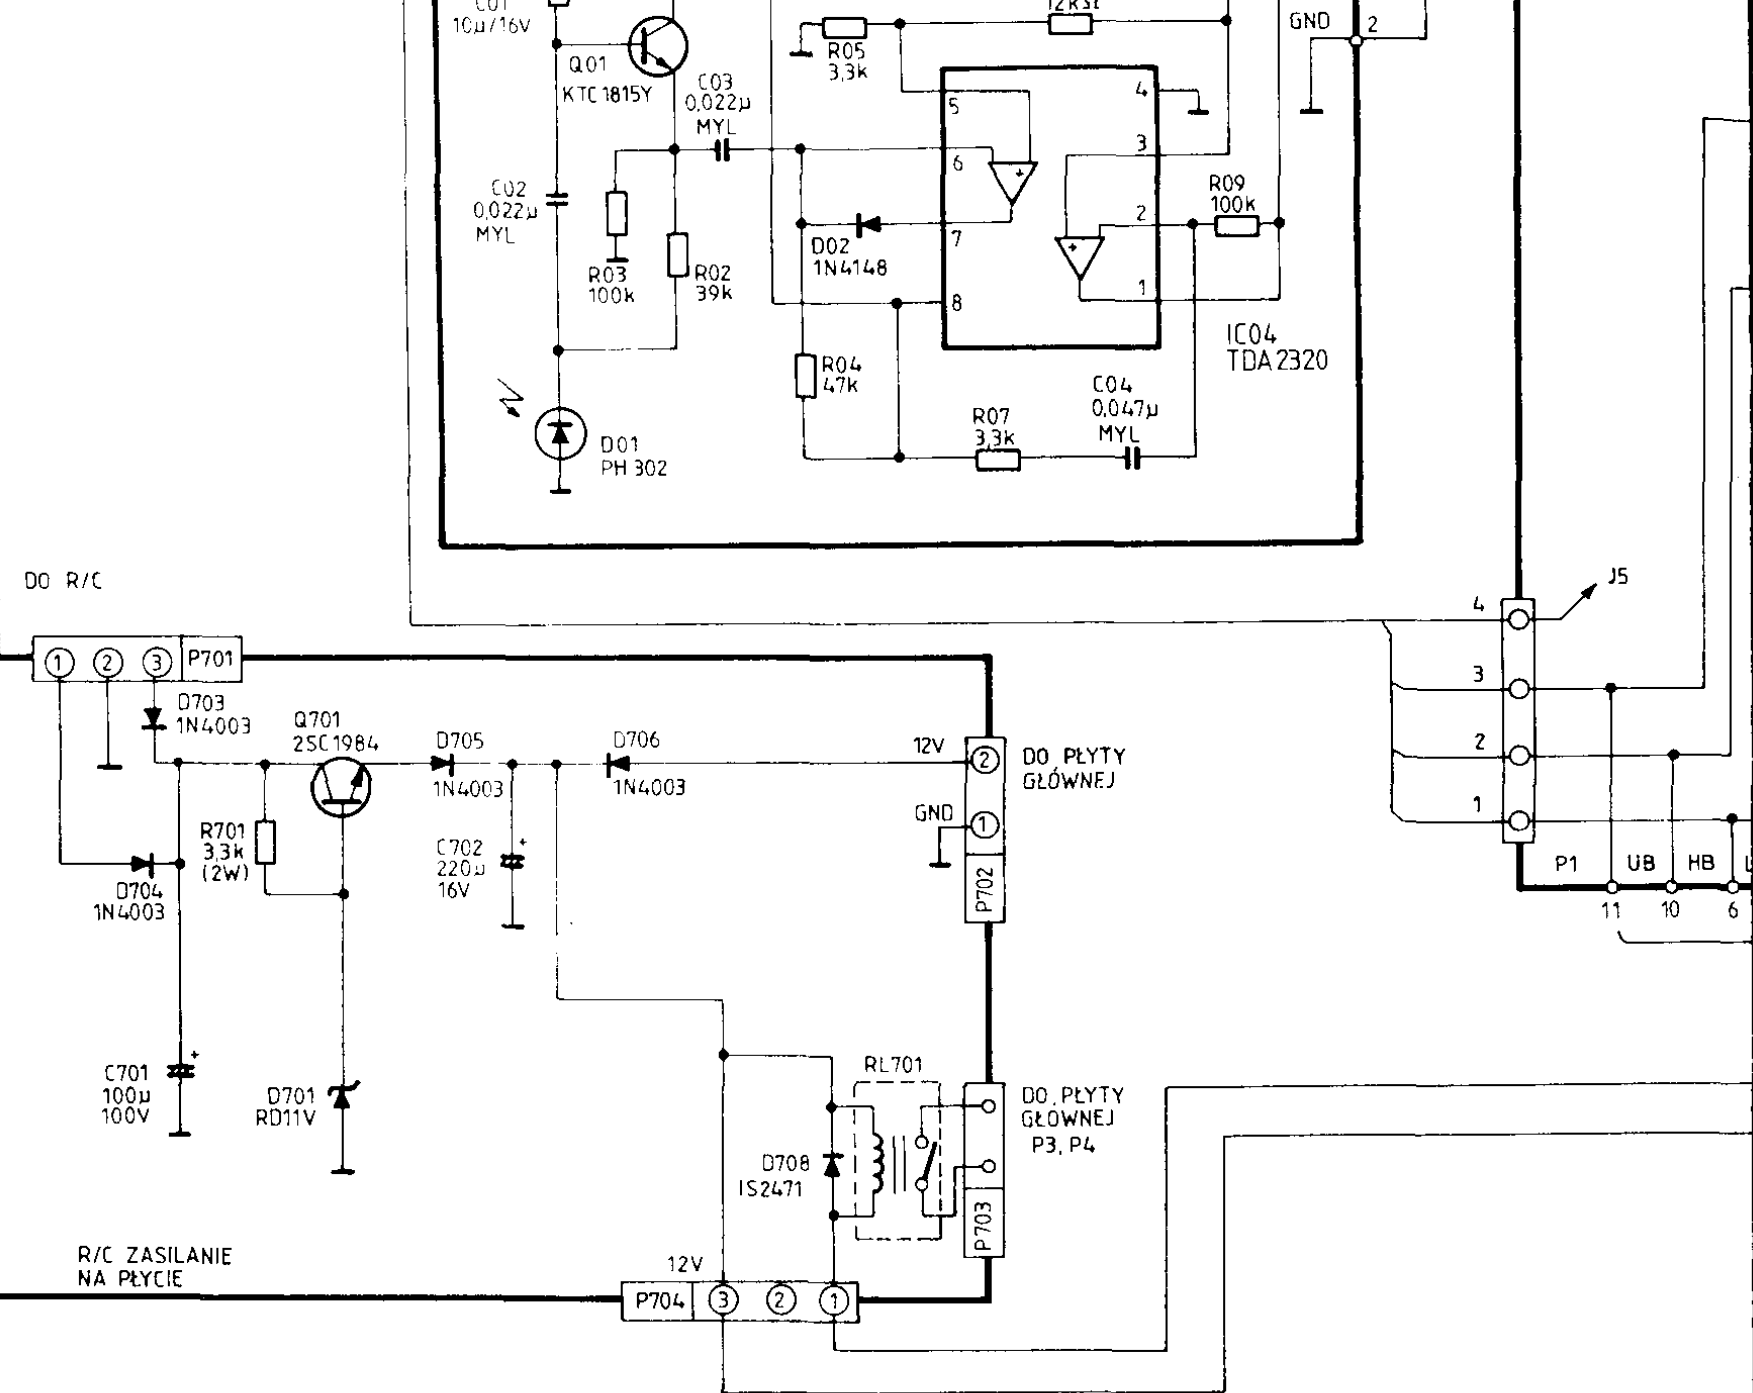 10µ/16V
Q01
KTC1815Y
C03
0,022µ
MYL
C02
0,022µ
MYL
R03
100k
R02
39k
D01
PH 302
R05
3,3k
12kΩ
GND
2
5
6
7
8
4
3
2
1
D02
1N4148
R09
100k
IC04
TDA2320
R04
47k
R07
3,3k
C04
0,047µ
MYL
DO R/C
1
2
3
P701
D703
1N4003
Q701
2SC1984
D705
1N4003
D706
1N4003
12V
2
DO PŁYTY
GŁÓWNEJ
GND
1
P702
R701
3,3k
(2W)
D704
1N4003
C702
220µ
16V
C701
100µ
100V
D701
RD11V
RL701
D708
IS2471
DO PŁYTY
GŁÓWNEJ
P3, P4
P703
R/C ZASILANIE
NA PŁYCIE
12V
P704
3
2
1
J5
4
3
2
1
P1
UB
HB
11
10
6